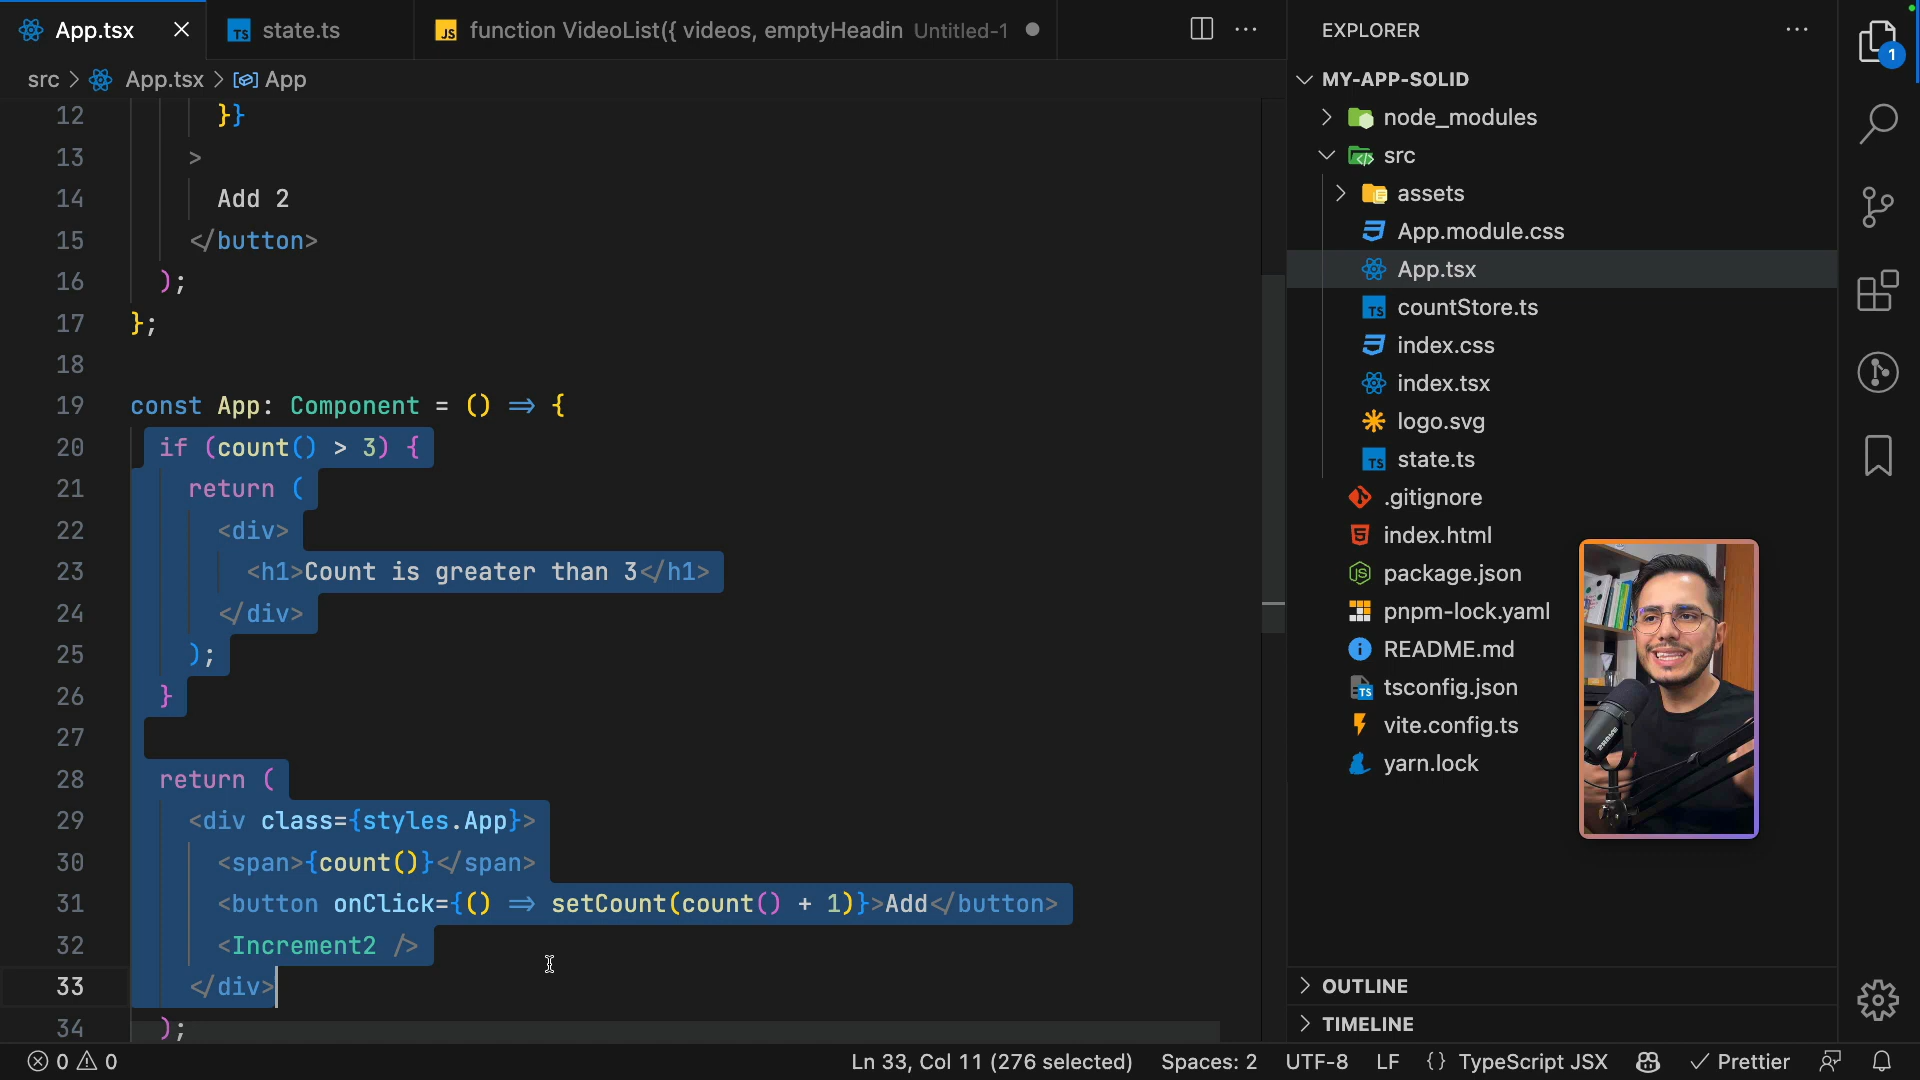 App.tsx
state.ts
function VideoList({ videos, emptyHeadin Untitled-1
src > App.tsx > App
12 }}
13 >
14 Add 2
15 </button>
16 );
17 };
18
19 const App: Component = () => {
20 if (count() > 3) {
21 return (
22 <div>
23 <h1>Count is greater than 3</h1>
24 </div>
25 );
26 }
27
28 return (
29 <div class={styles.App}>
30 <span>{count()}</span>
31 <button onClick={() => setCount(count() + 1)}>Add</button>
32 <Increment2 />
33 </div>
34 );
EXPLORER
MY-APP-SOLID
node_modules
src
assets
App.module.css
App.tsx
countStore.ts
index.css
index.tsx
logo.svg
state.ts
.gitignore
index.html
package.json
pnpm-lock.yaml
README.md
tsconfig.json
vite.config.ts
yarn.lock
OUTLINE
TIMELINE
1
0 0
Ln 33, Col 11 (276 selected)
Spaces: 2
UTF-8
LF
{} TypeScript JSX
Prettier